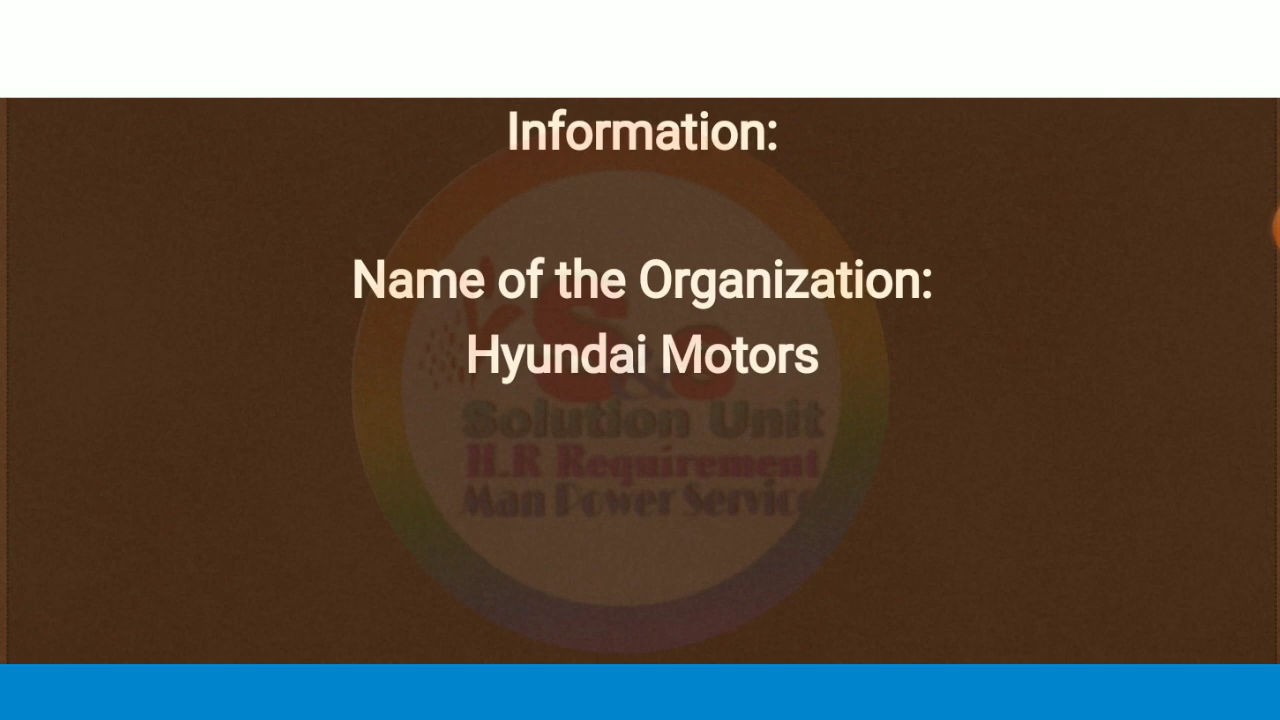 Information:
Name of the Organization:
Hyundai Motors
S&S
Solution Unit
H.R Requirement
Man Power Service